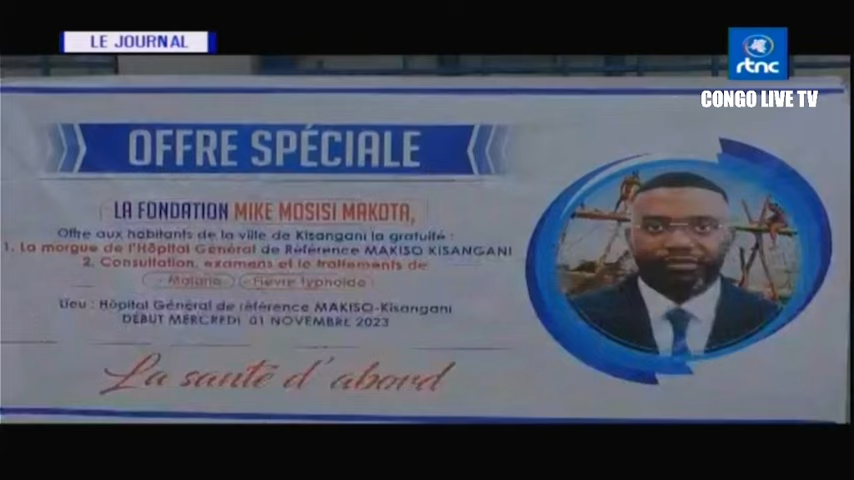 LE JOURNAL
rtnc
CONGO LIVE TV
OFFRE SPÉCIALE
LA FONDATION MIKE MOSISI MAKOTA,
Offre aux habitants de la ville de Kisangani la gratuité :
1. La morgue de l'Hôpital Général de Référence MAKISO KISANGANI
2. Consultation, examens et le traitements de
- Malaria - Fièvre typhoïde
Lieu : Hôpital Général de référence MAKISO-Kisangani
DÉBUT MERCREDI 01 NOVEMBRE 2023
La santé d'abord